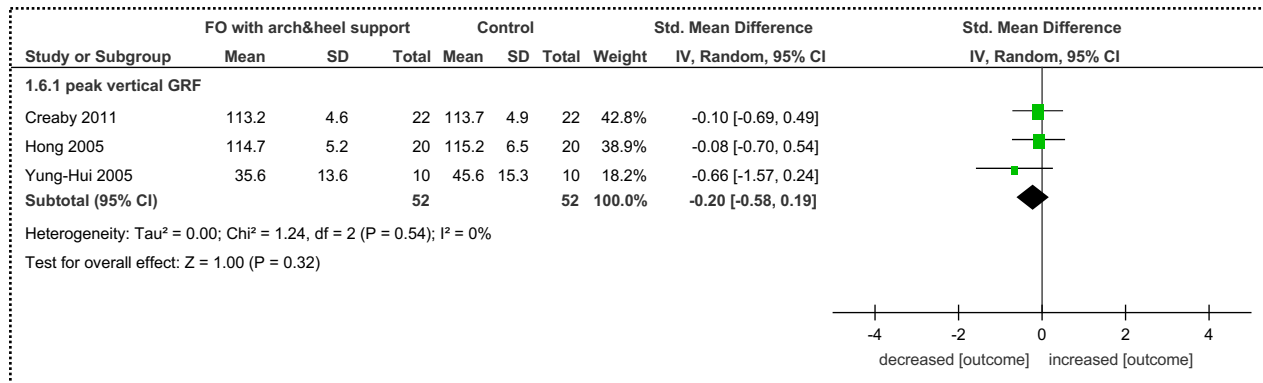 FO with arch&heel support Control Std. Mean Difference Std. Mean Difference
Study or Subgroup Mean SD Total Mean SD Total Weight IV, Random, 95% CI IV, Random, 95% CI
1.6.1 peak vertical GRF
Creaby 2011 113.2 4.6 22 113.7 4.9 22 42.8% -0.10 [-0.69, 0.49]
Hong 2005 114.7 5.2 20 115.2 6.5 20 38.9% -0.08 [-0.70, 0.54]
Yung-Hui 2005 35.6 13.6 10 45.6 15.3 10 18.2% -0.66 [-1.57, 0.24]
Subtotal (95% CI) 52 52 100.0% -0.20 [-0.58, 0.19]
Heterogeneity: Tau² = 0.00; Chi² = 1.24, df = 2 (P = 0.54); I² = 0%
Test for overall effect: Z = 1.00 (P = 0.32)
-4 -2 0 2 4
decreased [outcome] increased [outcome]